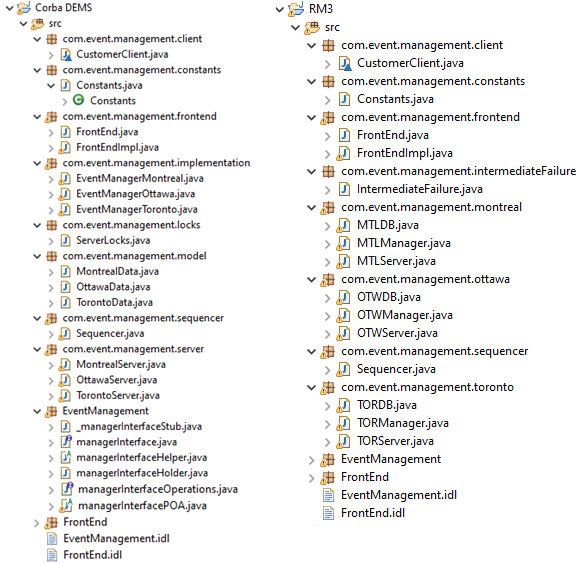 Corba DEMS
src
com.event.management.client
CustomerClient.java
com.event.management.constants
Constants.java
Constants
com.event.management.frontend
FrontEnd.java
FrontEndImpl.java
com.event.management.implementation
EventManagerMontreal.java
EventManagerOttawa.java
EventManagerToronto.java
com.event.management.locks
ServerLocks.java
com.event.management.model
MontrealData.java
OttawaData.java
TorontoData.java
com.event.management.sequencer
Sequencer.java
com.event.management.server
MontrealServer.java
OttawaServer.java
TorontoServer.java
EventManagement
_managerInterfaceStub.java
managerInterface.java
managerInterfaceHelper.java
managerInterfaceHolder.java
managerInterfaceOperations.java
managerInterfacePOA.java
FrontEnd
EventManagement.idl
FrontEnd.idl
RM3
src
com.event.management.client
CustomerClient.java
com.event.management.constants
Constants.java
com.event.management.frontend
FrontEnd.java
FrontEndImpl.java
com.event.management.intermediateFailure
IntermediateFailure.java
com.event.management.montreal
MTLDB.java
MTLManager.java
MTLServer.java
com.event.management.ottawa
OTWDB.java
OTWManager.java
OTWServer.java
com.event.management.sequencer
Sequencer.java
com.event.management.toronto
TORDB.java
TORManager.java
TORServer.java
EventManagement
FrontEnd
EventManagement.idl
FrontEnd.idl